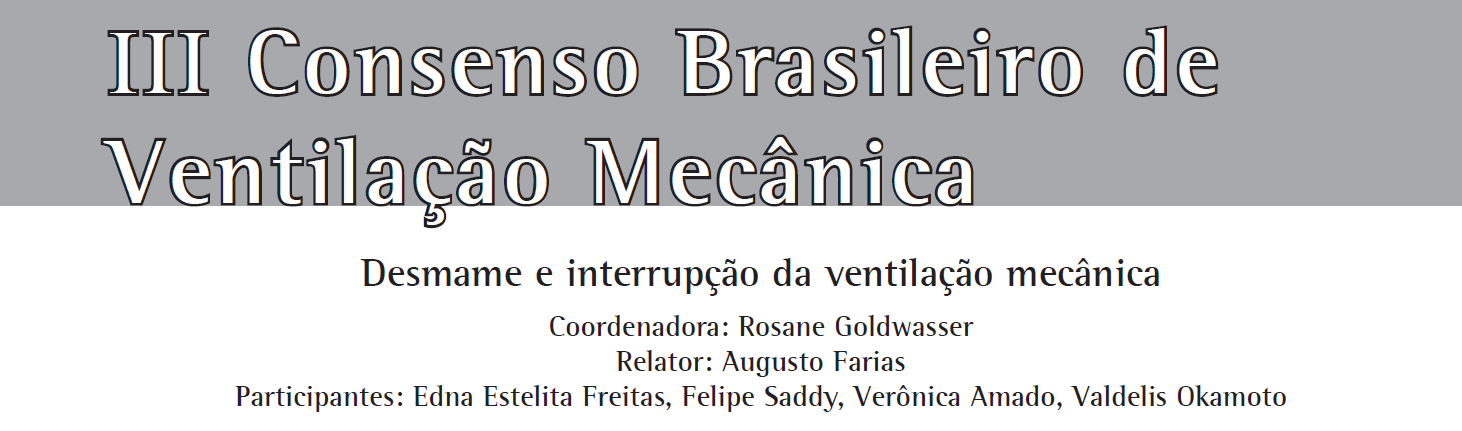 III Consenso Brasileiro de
Ventilação Mecânica
Desmame e interrupção da ventilação mecânica
Coordenadora: Rosane Goldwasser
Relator: Augusto Farias
Participantes: Edna Estelita Freitas, Felipe Saddy, Verônica Amado, Valdelis Okamoto